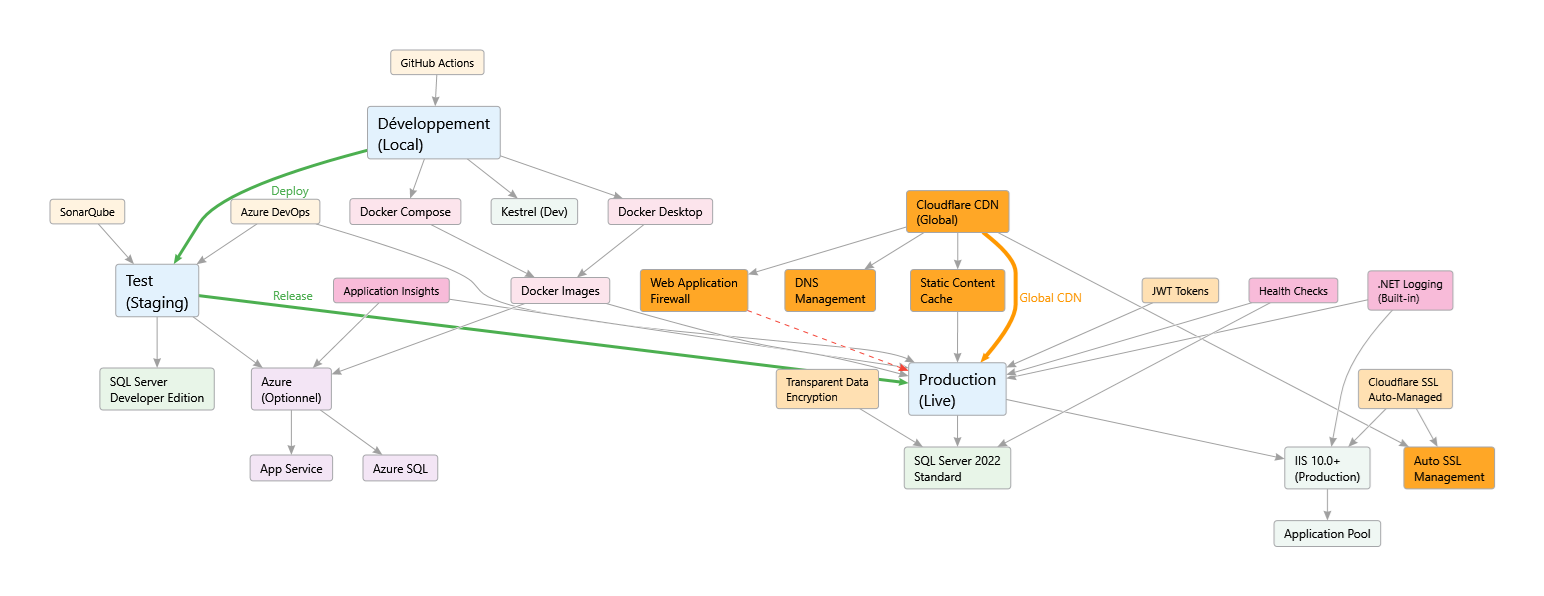 GitHub Actions
Développement
(Local)
Deploy
SonarQube
Azure DevOps
Docker Compose
Kestrel (Dev)
Docker Desktop
Cloudflare CDN
(Global)
Test
(Staging)
Release
Application Insights
Docker Images
Web Application
Firewall
DNS
Management
Static Content
Cache
Global CDN
JWT Tokens
Health Checks
.NET Logging
(Built-in)
SQL Server
Developer Edition
Azure
(Optionnel)
Transparent Data
Encryption
Production
(Live)
Cloudflare SSL
Auto-Managed
App Service
Azure SQL
SQL Server 2022
Standard
IIS 10.0+
(Production)
Auto SSL
Management
Application Pool